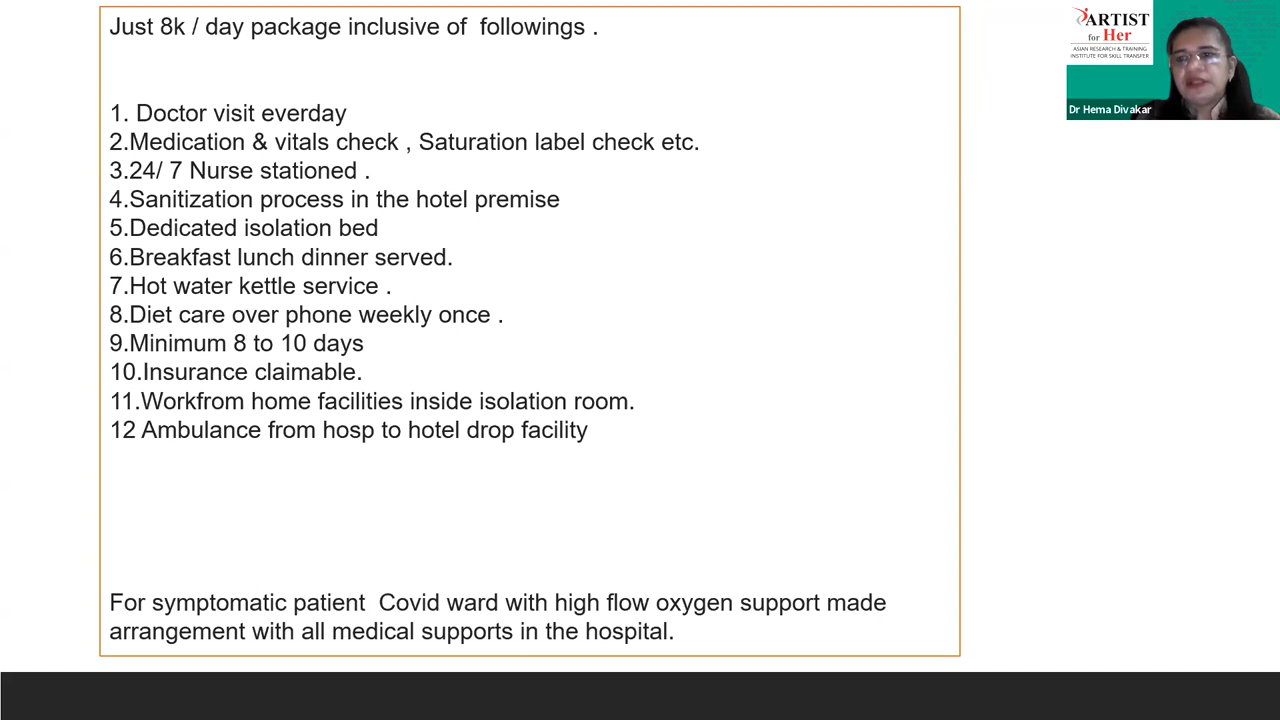 Just 8k / day package inclusive of  followings .
1. Doctor visit everday
2.Medication & vitals check , Saturation label check etc.
3.24/ 7 Nurse stationed .
4.Sanitization process in the hotel premise
5.Dedicated isolation bed
6.Breakfast lunch dinner served.
7.Hot water kettle service .
8.Diet care over phone weekly once .
9.Minimum 8 to 10 days
10.Insurance claimable.
11.Workfrom home facilities inside isolation room.
12 Ambulance from hosp to hotel drop facility
For symptomatic patient  Covid ward with high flow oxygen support made
arrangement with all medical supports in the hospital.
ARTIST
for Her
ASIAN RESEARCH & TRAINING
INSTITUTE FOR SKILL TRANSFER
Dr Hema Divakar